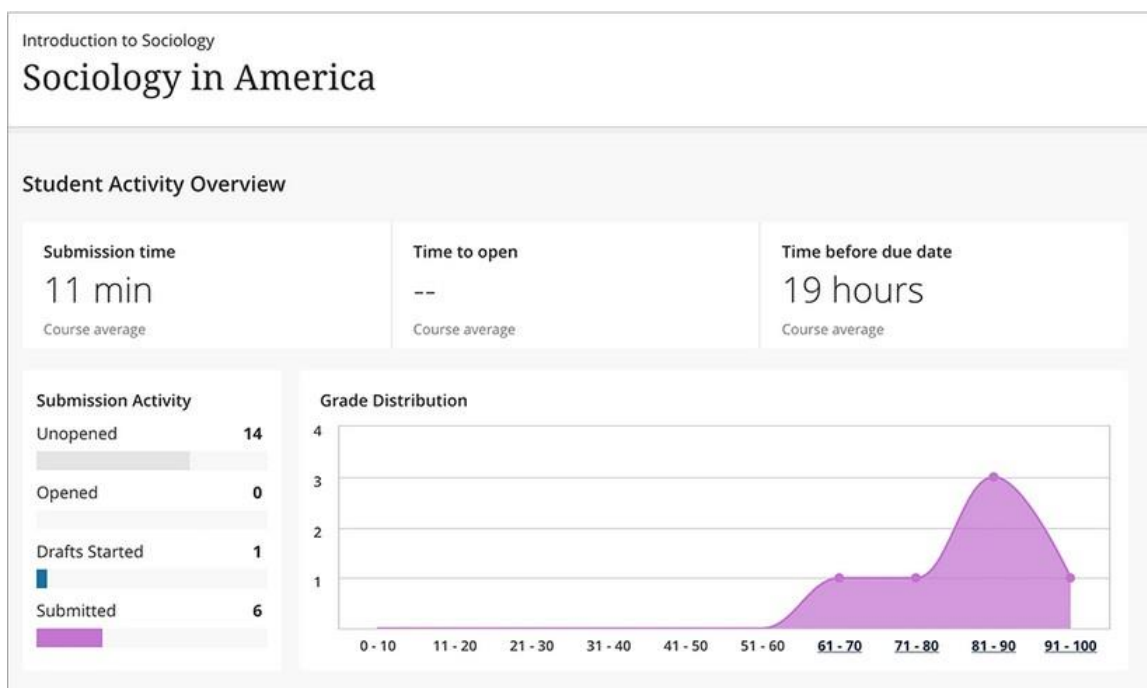 Introduction to Sociology
Sociology in America
Student Activity Overview
Submission time
11 min
Course average
Time to open
--
Course average
Time before due date
19 hours
Course average
Submission Activity
Unopened 14
Opened 0
Drafts Started 1
Submitted 6
Grade Distribution
4
3
2
1
0 - 10 11 - 20 21 - 30 31 - 40 41 - 50 51 - 60 61 - 70 71 - 80 81 - 90 91 - 100